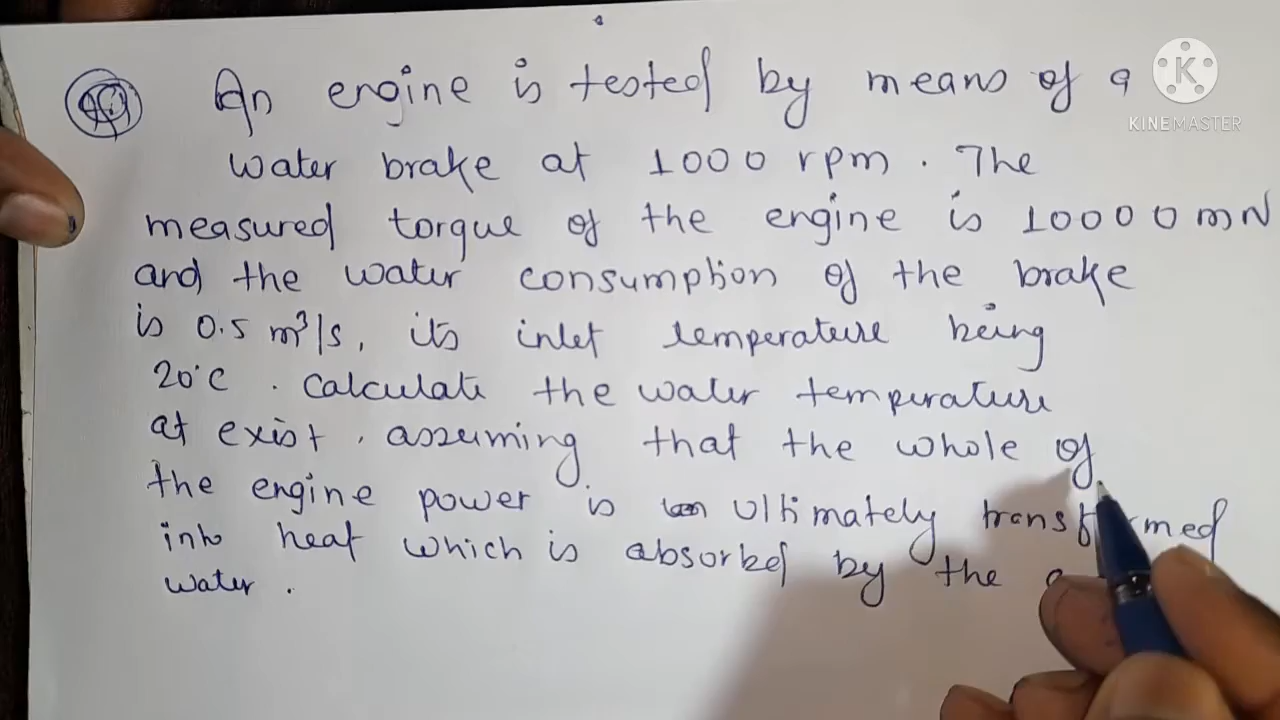 An engine is tested by means of a
KINEMASTER
water brake at 1000 rpm. The
measured torque of the engine is 10000 mN
and the water consumption of the brake
is 0.5 m³/s, its inlet temperature being
20°C. Calculate the water temperature
at exist, assuming that the whole of
the engine power is ultimately transformed
into heat which is absorbed by the
water.